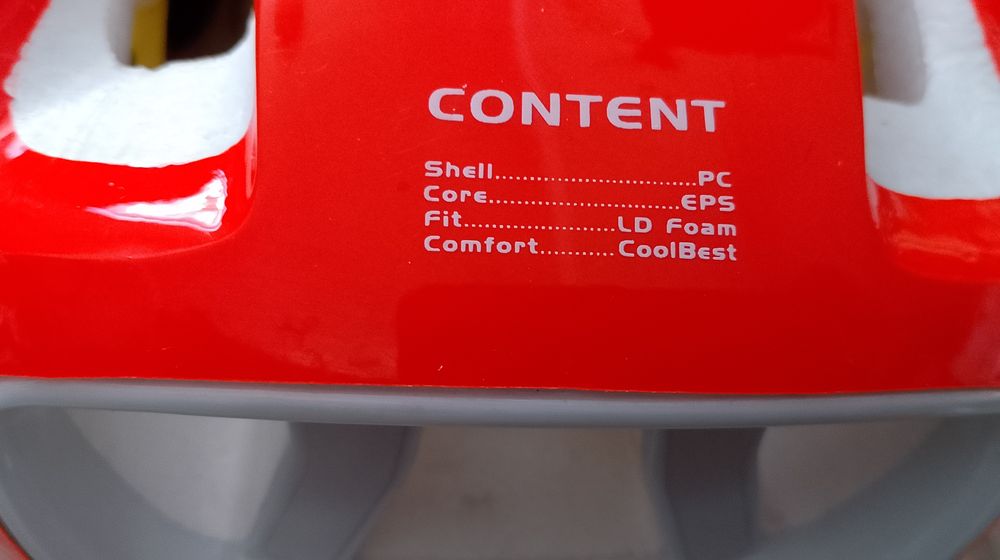 CONTENT
Shell..............................PC
Core.............................EPS
Fit.......................LD Foam
Comfort...........CoolBest